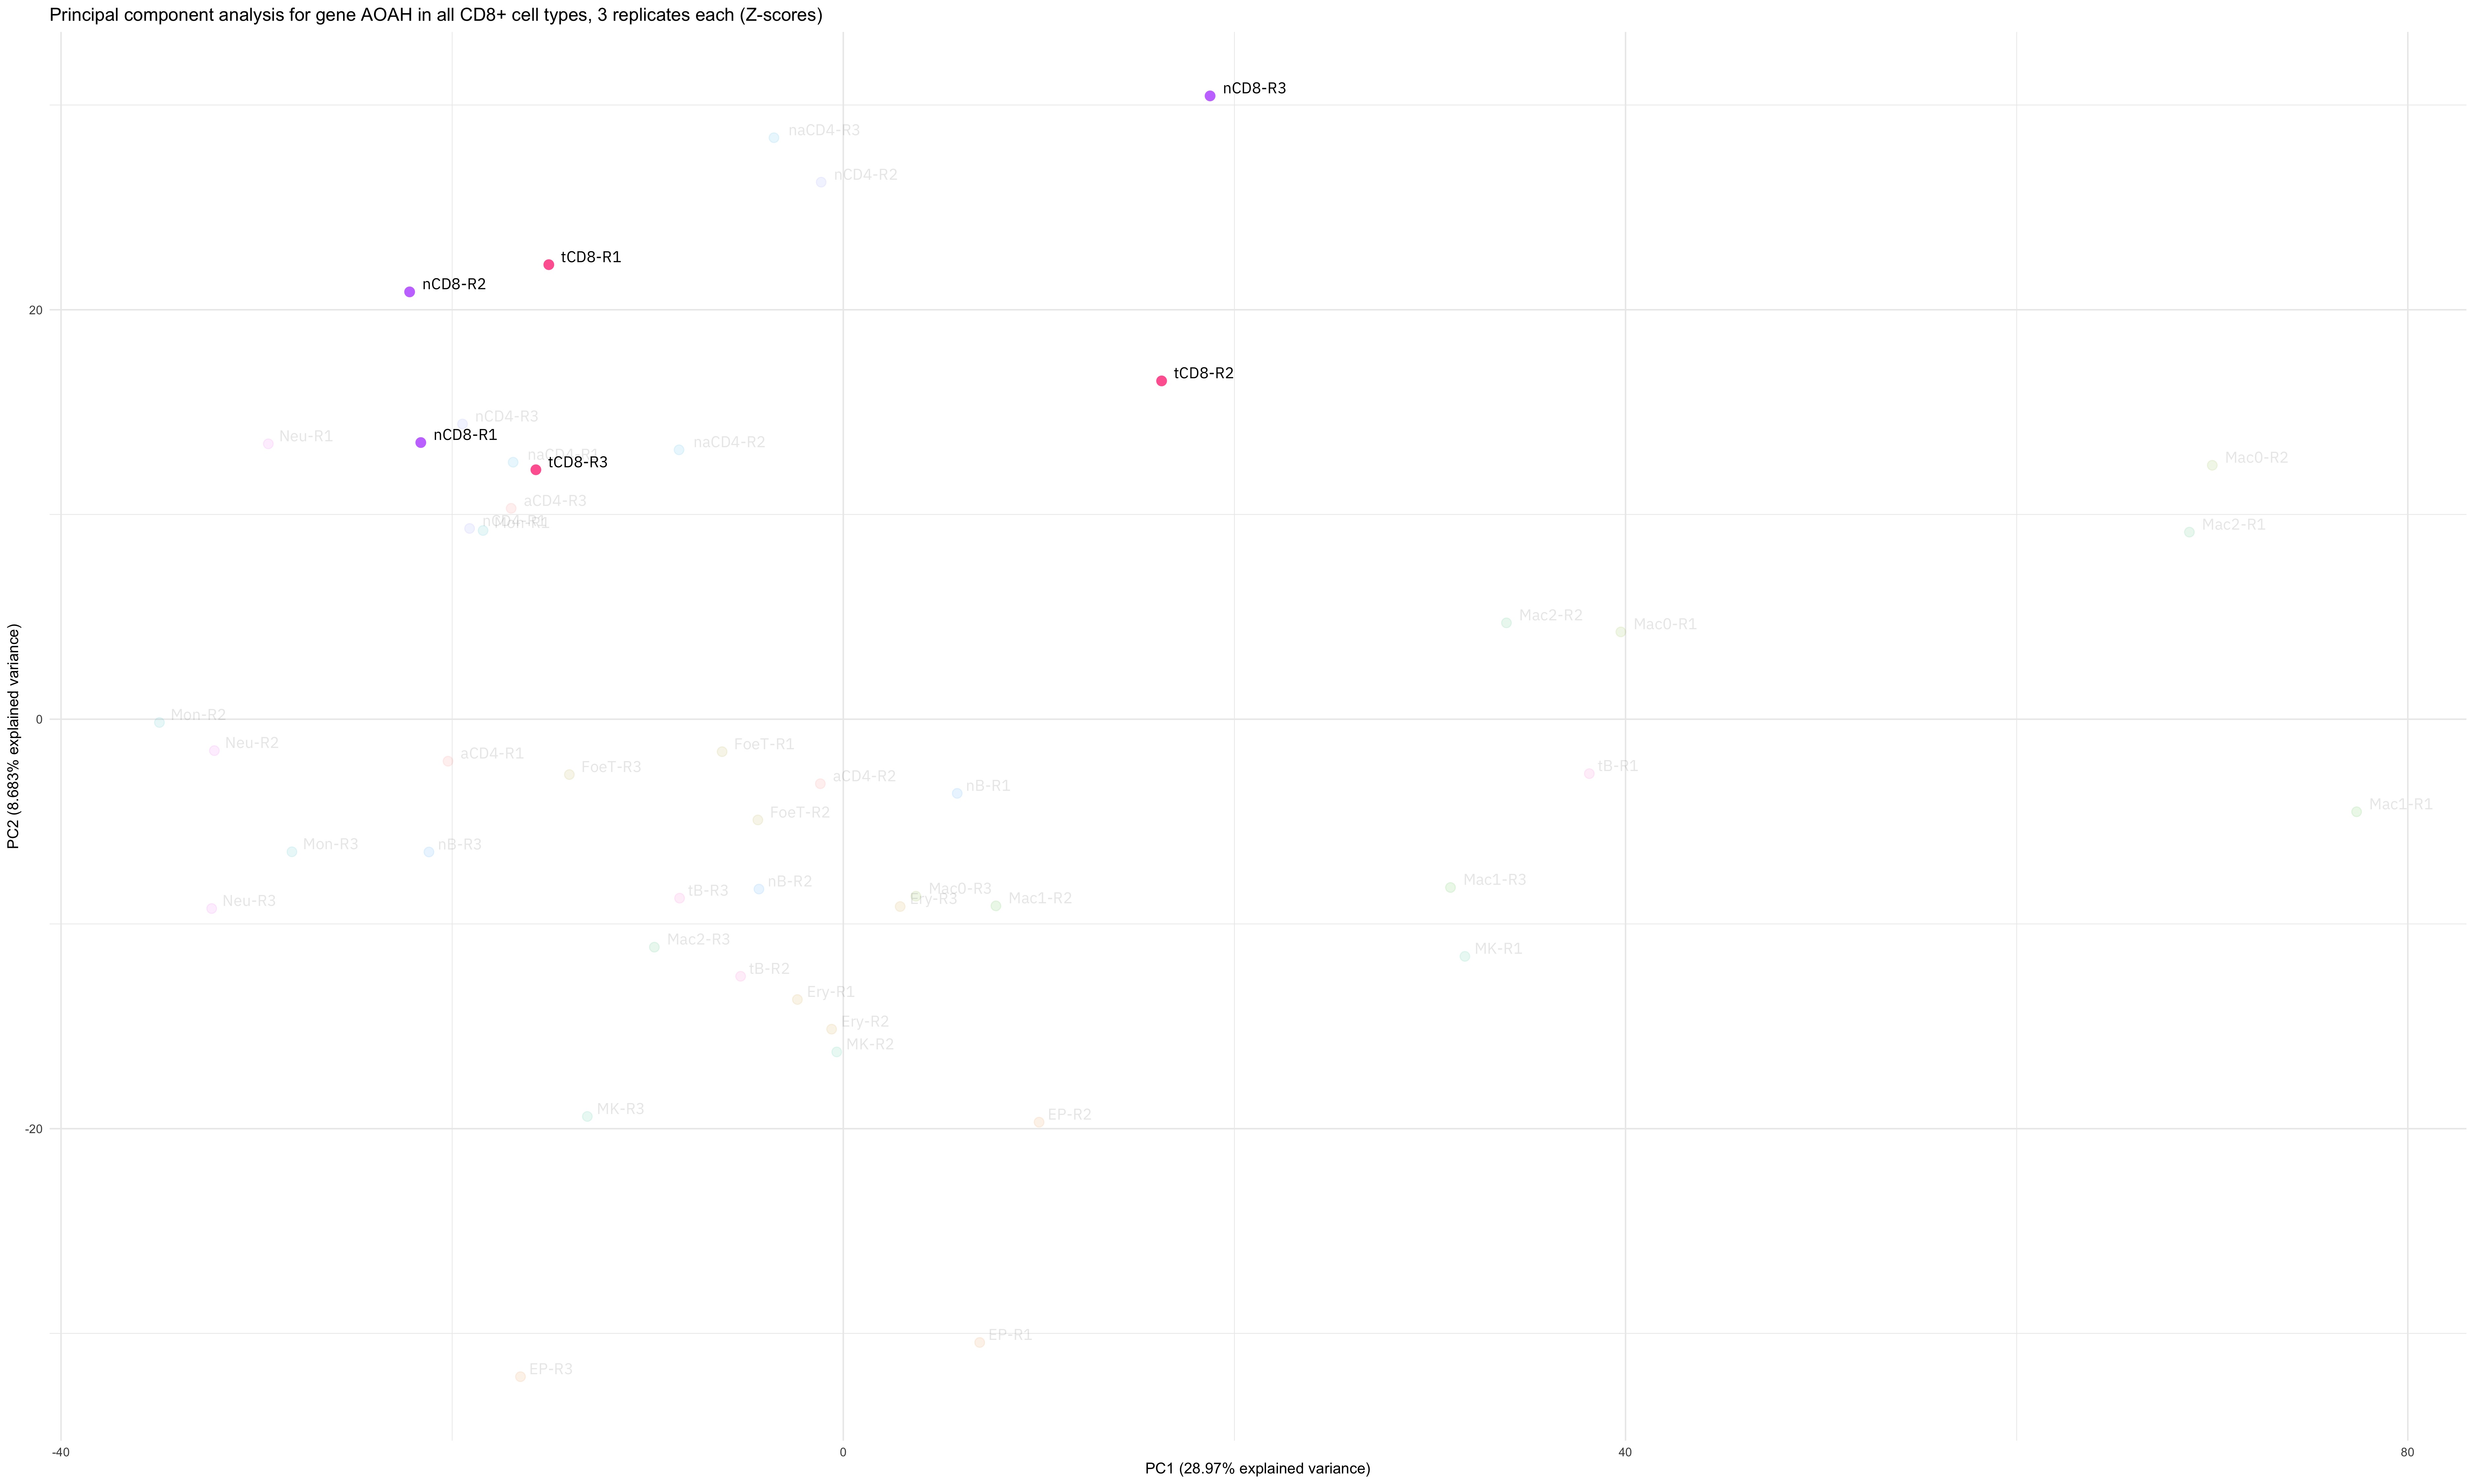 Principal component analysis for gene AOAH in all CD8+ cell types, 3 replicates each (Z-scores)
nCD8-R3
naCD4-R3
nCD4-R2
tCD8-R1
nCD8-R2
20
tCD8-R2
nCD4-R3
Neu-R1
nCD8-R1
naCD4-R2
naCD4-R1
tCD8-R3
Mac0-R2
aCD4-R3
nCD4-R1
Mon-R1
Mac2-R1
Mac2-R2
Mac0-R1
Mon-R2
0
Neu-R2
FoeT-R1
aCD4-R1
FoeT-R3
tB-R1
aCD4-R2
nB-R1
Mac1-R1
FoeT-R2
PC2 (8.683% explained variance)
Mon-R3
nB-R3
Mac1-R3
nB-R2
Mac0-R3
tB-R3
Ery-R3
Mac1-R2
Neu-R3
Mac2-R3
MK-R1
tB-R2
Ery-R1
Ery-R2
MK-R2
MK-R3
EP-R2
-20
EP-R1
EP-R3
-40
0
40
80
PC1 (28.97% explained variance)